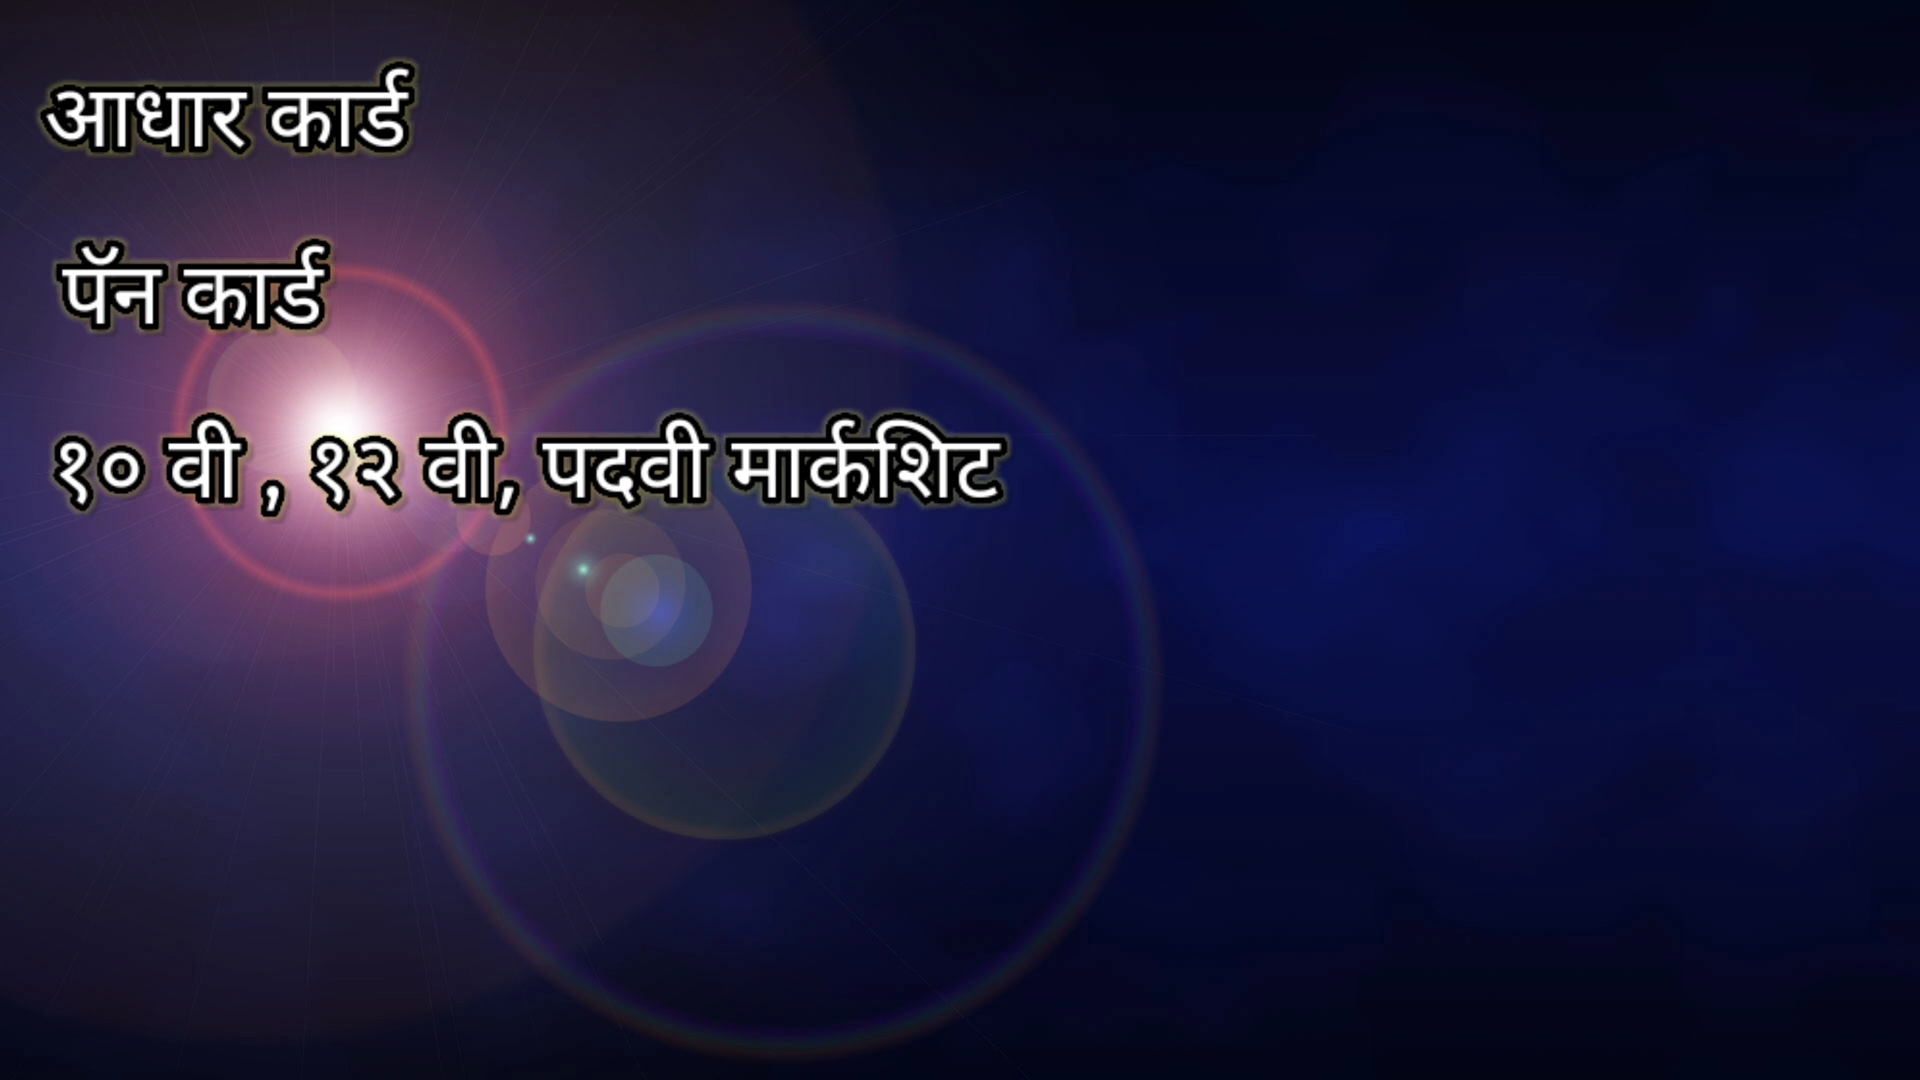 आधार कार्ड
पॅन कार्ड
१० वी , १२ वी, पदवी मार्कशिट